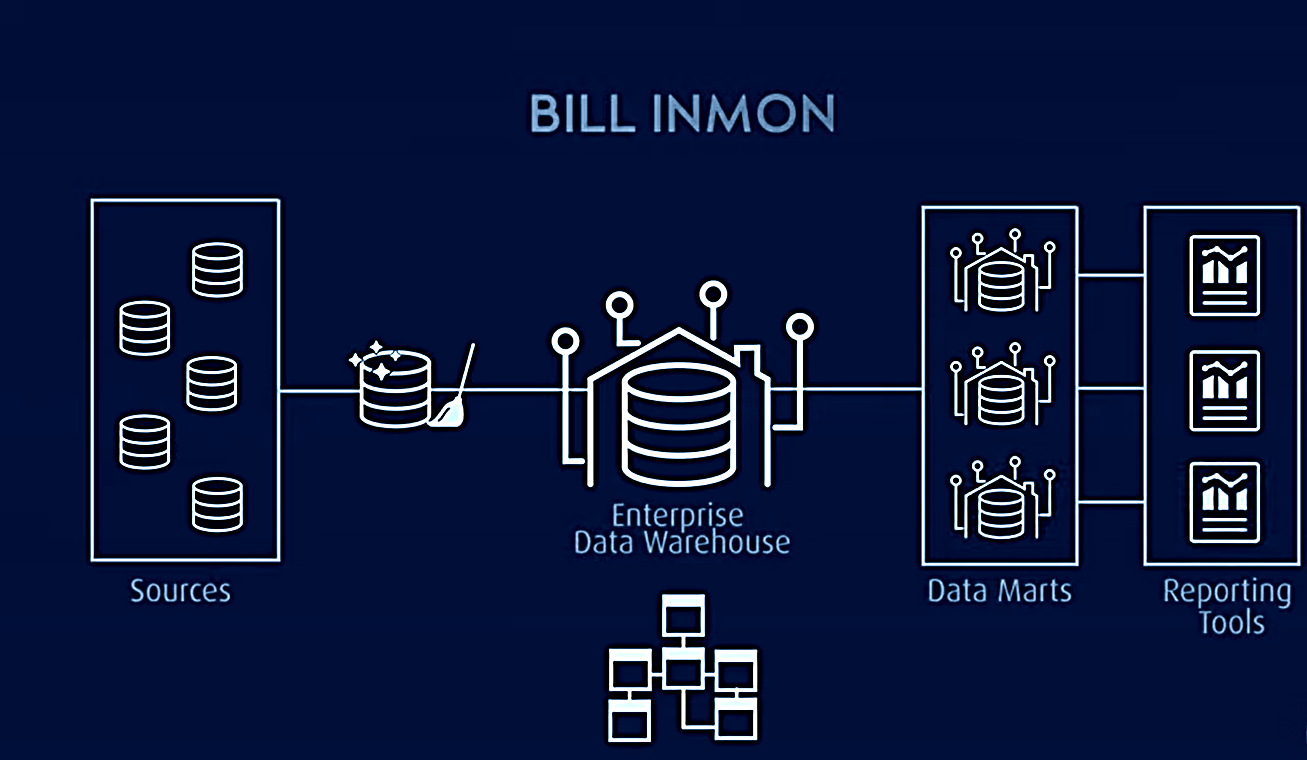 BILL INMON
Enterprise
Data Warehouse
Sources
Data Marts
Reporting
Tools